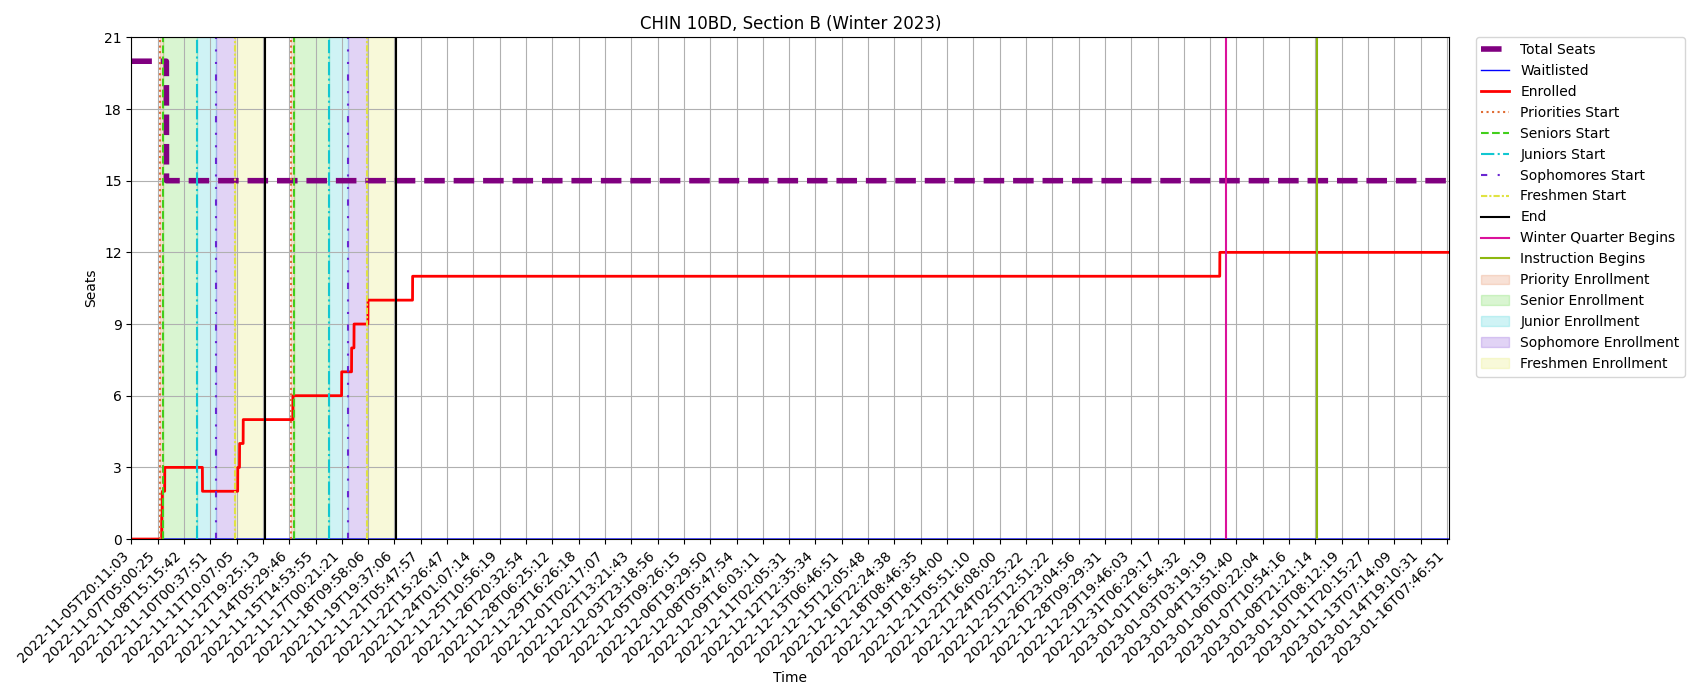 CHIN 10BD, Section B (Winter 2023)
21
18
15
12
9
6
3
0
Seats
2022-11-05T20:11:03
2022-11-07T05:00:25
2022-11-08T15:15:42
2022-11-10T00:37:51
2022-11-11T10:07:05
2022-11-12T19:25:13
2022-11-14T05:29:46
2022-11-15T14:53:55
2022-11-17T00:21:21
2022-11-18T09:58:06
2022-11-19T19:37:06
2022-11-21T05:47:57
2022-11-22T15:26:47
2022-11-24T01:07:14
2022-11-25T10:56:19
2022-11-26T20:32:54
2022-11-28T06:25:12
2022-11-29T16:26:18
2022-12-01T02:17:07
2022-12-02T13:21:43
2022-12-03T23:18:56
2022-12-05T09:26:15
2022-12-06T19:29:50
2022-12-08T05:47:54
2022-12-09T16:03:11
2022-12-11T02:05:31
2022-12-12T12:35:34
2022-12-13T06:46:51
2022-12-15T12:05:48
2022-12-16T22:24:38
2022-12-18T08:46:35
2022-12-19T18:54:00
2022-12-21T05:51:10
2022-12-22T16:08:00
2022-12-24T02:25:22
2022-12-25T12:51:22
2022-12-26T23:04:56
2022-12-28T09:29:31
2022-12-29T19:46:03
2022-12-31T06:29:17
2023-01-01T16:54:32
2023-01-03T03:19:19
2023-01-04T13:51:40
2023-01-06T00:22:04
2023-01-07T10:54:16
2023-01-08T21:21:14
2023-01-10T08:12:19
2023-01-11T20:15:27
2023-01-13T07:14:09
2023-01-14T19:10:31
2023-01-16T07:46:51
Time
Total Seats
Waitlisted
Enrolled
Priorities Start
Seniors Start
Juniors Start
Sophomores Start
Freshmen Start
End
Winter Quarter Begins
Instruction Begins
Priority Enrollment
Senior Enrollment
Junior Enrollment
Sophomore Enrollment
Freshmen Enrollment